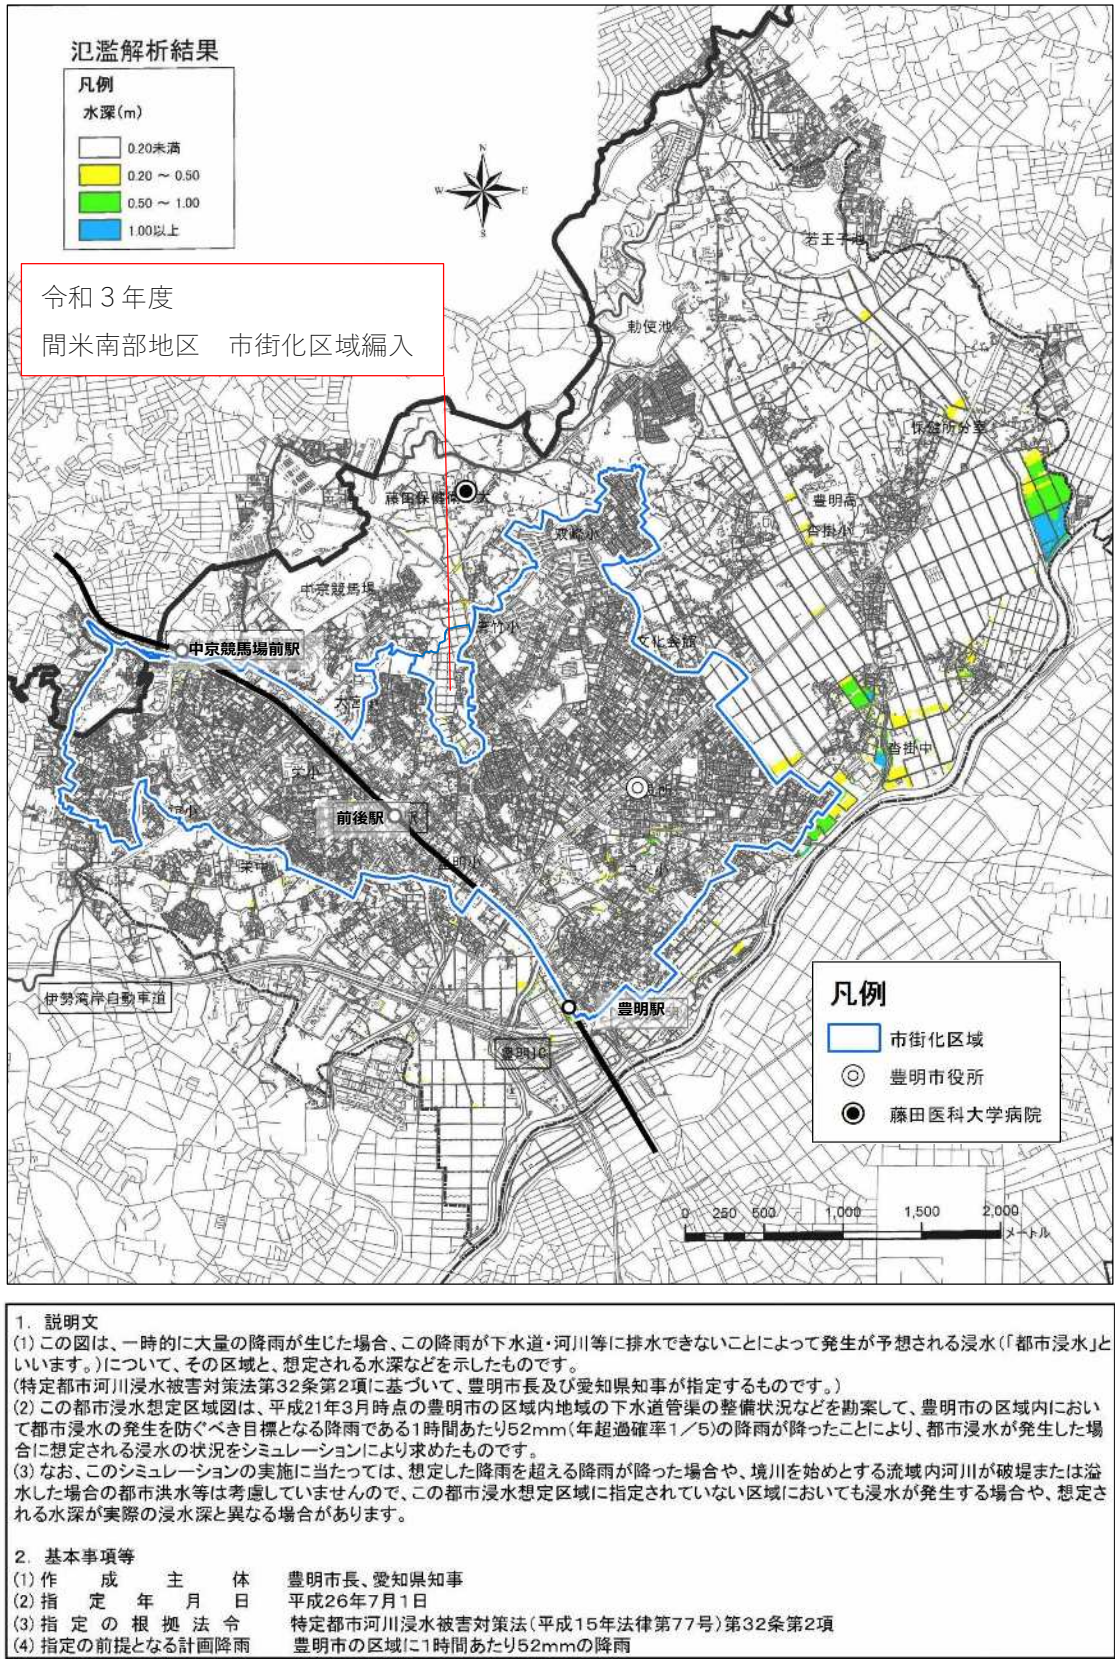 氾濫解析結果
凡例
水深(m)
0.20未満
0.20 ～ 0.50
0.50 ～ 1.00
1.00以上
N
W
E
S
令和３年度
間米南部地区　市街化区域編入
若王子池
勅使池
保健所分室
豊明高
沓掛小
双峰小
中京競馬場
文化会館
中京競馬場前駅
沓掛中
栄小
前後駅
栄中
豊明小
伊勢湾岸自動車道
豊明駅
豊明IC
凡例
市街化区域
豊明市役所
藤田医科大学病院
0 250 500 1,000 1,500 2,000
メートル
1. 説明文
(1) この図は、一時的に大量の降雨が生じた場合、この降雨が下水道・河川等に排水できないことによって発生が予想される浸水(「都市浸水」と
いいます。)について、その区域と、想定される水深などを示したものです。
(特定都市河川浸水被害対策法第32条第2項に基づいて、豊明市長及び愛知県知事が指定するものです。)
(2) この都市浸水想定区域図は、平成21年3月時点の豊明市の区域内地域の下水道管渠の整備状況などを勘案して、豊明市の区域内におい
て都市浸水の発生を防ぐべき目標となる降雨である1時間あたり52mm(年超過確率1／5)の降雨が降ったことにより、都市浸水が発生した場
合に想定される浸水の状況をシミュレーションにより求めたものです。
(3) なお、このシミュレーションの実施に当たっては、想定した降雨を超える降雨が降った場合や、境川を始めとする流域内河川が破堤または溢
水した場合の都市洪水等は考慮していませんので、この都市浸水想定区域に指定されていない区域においても浸水が発生する場合や、想定さ
れる水深が実際の浸水深と異なる場合があります。
2. 基本事項等
(1) 作　成　主　体　豊明市長、愛知県知事
(2) 指　定　年　月　日　平成26年7月1日
(3) 指 定 の 根 拠 法 令　特定都市河川浸水被害対策法(平成15年法律第77号)第32条第2項
(4) 指定の前提となる計画降雨　豊明市の区域に1時間あたり52mmの降雨